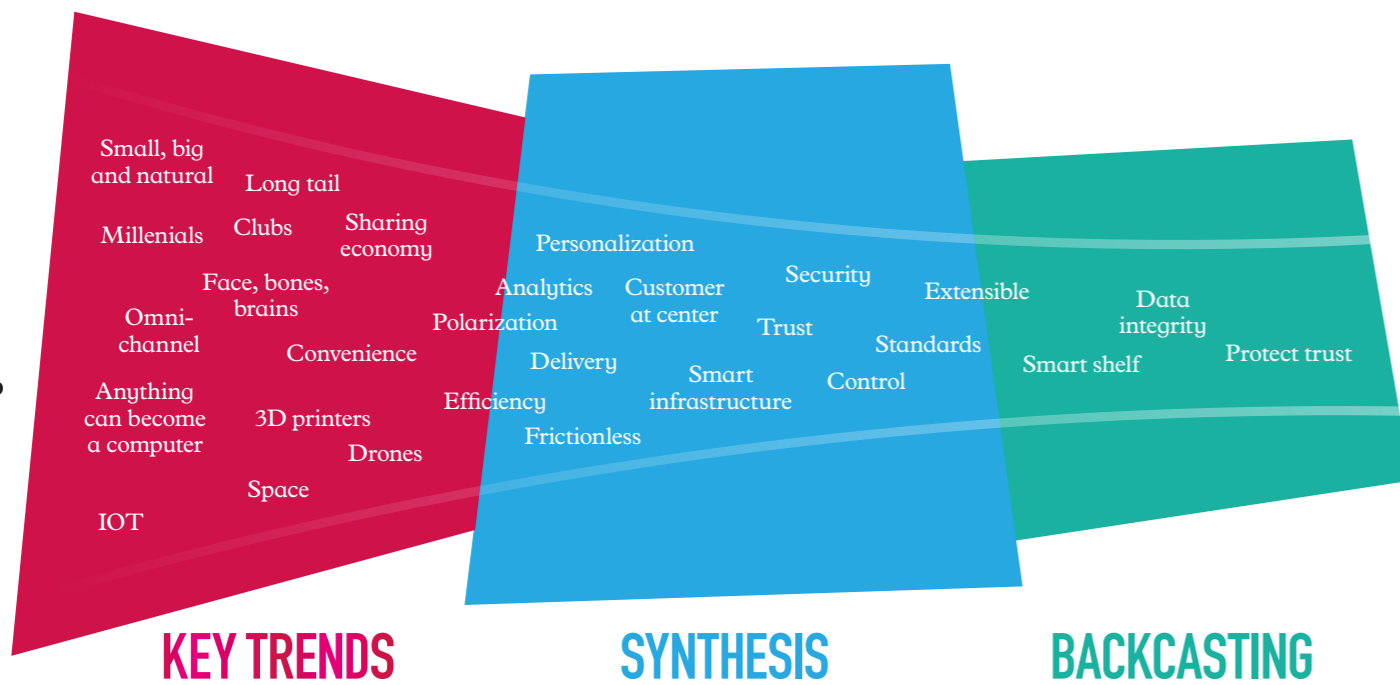 Small, big
and natural
Long tail
Millenials
Clubs
Sharing
economy
Face, bones,
brains
Omni-
channel
Convenience
Anything
can become
a computer
3D printers
Drones
Space
IOT
Polarization
Efficiency
Personalization
Analytics
Customer
at center
Security
Trust
Delivery
Smart
infrastructure
Standards
Control
Frictionless
Extensible
Data
integrity
Smart shelf
Protect trust
KEY TRENDS
SYNTHESIS
BACKCASTING